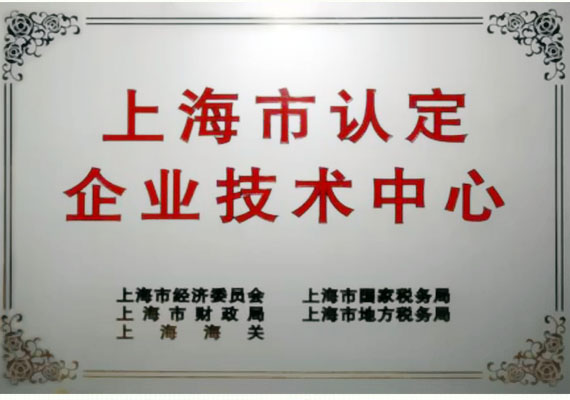 上海市认定
企业技术中心
上海市经济委员会 上海市国家税务局
上海市财政局 上海市地方税务局
上海海关